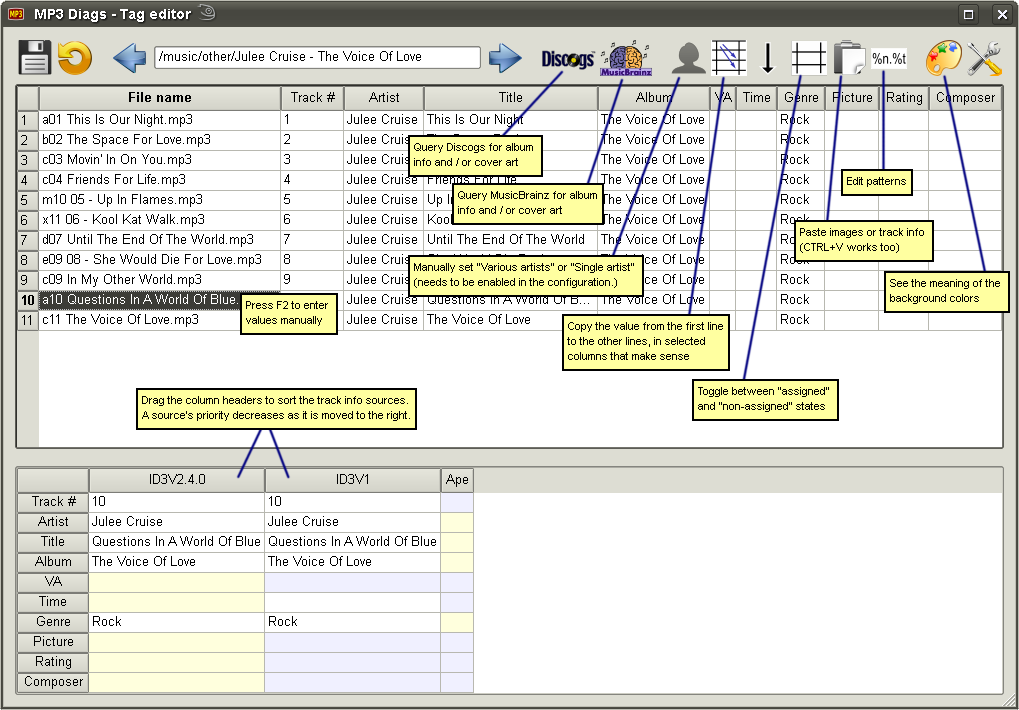 MP3 MP3 Diags - Tag editor
/music/other/Julee Cruise - The Voice Of Love
Discogs
MusicBrainz
%n.%t
File name Track # Artist Title Album VA Time Genre Picture Rating Composer
1 a01 This Is Our Night.mp3 1 Julee Cruise This Is Our Night The Voice Of Love Rock
2 b02 The Space For Love.mp3 2 Julee Cruise The Voice Of Love Rock
3 c03 Movin' In On You.mp3 3 Julee Cruise The Voice Of Love Rock
4 c04 Friends For Life.mp3 4 Julee Cruise Friends For Life The Voice Of Love Rock
5 m10 05 - Up In Flames.mp3 5 Julee Cruise The Voice Of Love Rock
6 x11 06 - Kool Kat Walk.mp3 6 Julee Cruise Kool The Voice Of Love Rock
7 d07 Until The End Of The World.mp3 7 Julee Cruise Until The End Of The World The Voice Of Love Rock
8 e09 08 - She Would Die For Love.mp3 8 Julee Cruise The Voice Of Love Rock
9 c09 In My Other World.mp3 9 Julee Cruise Rock
10 a10 Questions In A World Of Blue. Julee Cruise Questions In A World Of B... The Voice Of Love Rock
11 c11 The Voice Of Love.mp3 Julee Cruise The Voice Of Love Rock
Query Discogs for album
info and / or cover art
Query MusicBrainz for album
info and / or cover art
Edit patterns
Paste images or track info
(CTRL+V works too)
Manually set "Various artists" or "Single artist"
(needs to be enabled in the configuration.)
See the meaning of the
background colors
Press F2 to enter
values manually
Copy the value from the first line
to the other lines, in selected
columns that make sense
Toggle between "assigned"
and "non-assigned" states
Drag the column headers to sort the track info sources.
A source's priority decreases as it is moved to the right.
ID3V2.4.0 ID3V1 Ape
Track # 10 10
Artist Julee Cruise Julee Cruise
Title Questions In A World Of Blue Questions In A World Of Blue
Album The Voice Of Love The Voice Of Love
VA
Time
Genre Rock Rock
Picture
Rating
Composer